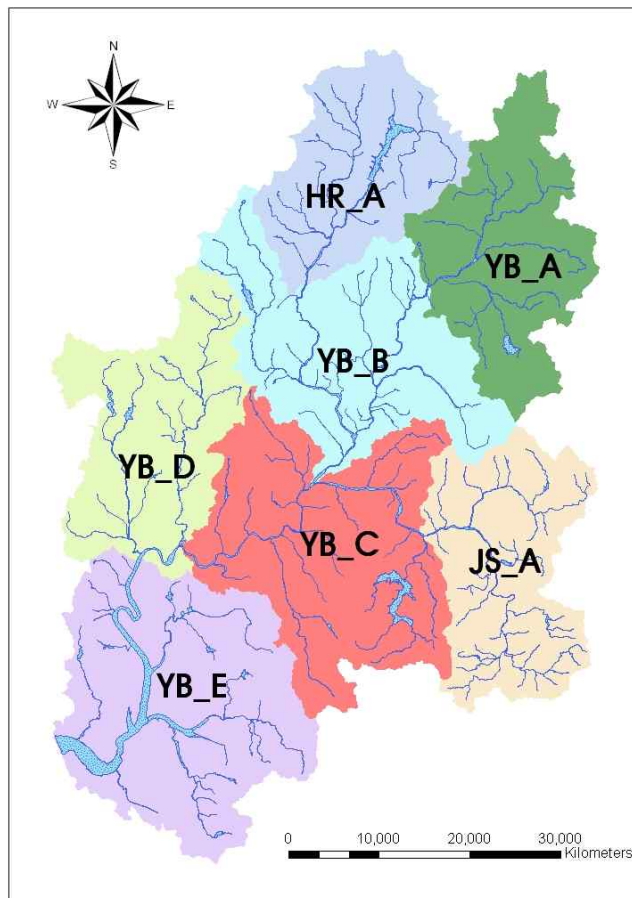 N
W E
S
HR_A
YB_A
YB_B
YB_D
YB_C
JS_A
YB_E
0 10,000 20,000 30,000
Kilometers